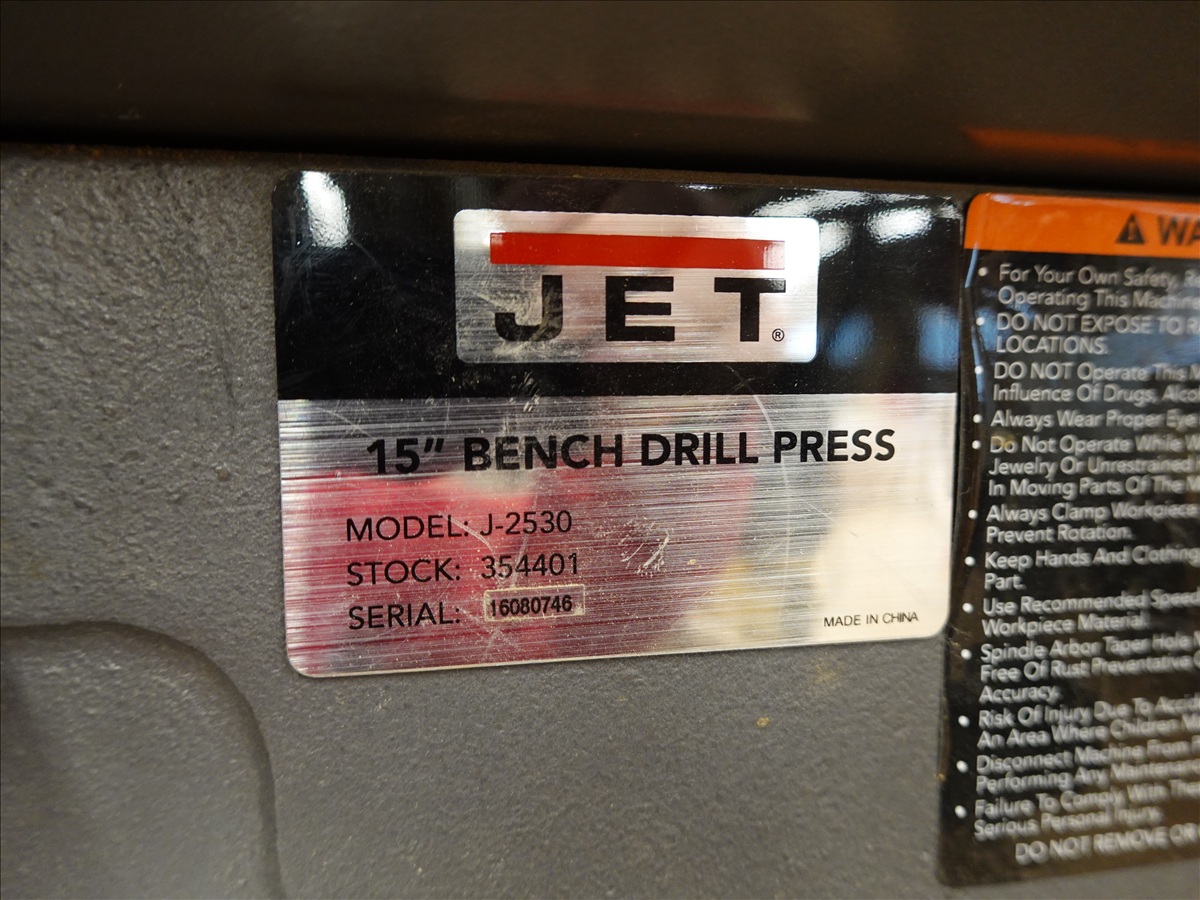 JET®
15" BENCH DRILL PRESS
MODEL: J-2530
STOCK: 354401
SERIAL: 16080746
MADE IN CHINA
• For Your Own Safety,
Operating This
• DO NOT EXPOSE TO
LOCATIONS.
DO NOT Operate This
Influence Of Drugs,
• Always Wear Proper
• Do Not Operate While
Jewelry Or Unrestrained
In Moving Parts Of The
• Always Clamp Workpiece
Prevent Rotation.
• Keep Hands And Clothing
Part.
• Use Recommended
Workpiece Material.
• Spindle Arbor Taper Hole
Free Of Rust Preventative
Accuracy.
• Risk Of Injury Due To
An Area Where Children
• Disconnect Machine From
Performing Any
• Failure To Comply With
Serious Personal Injury.
DO NOT REMOVE OR